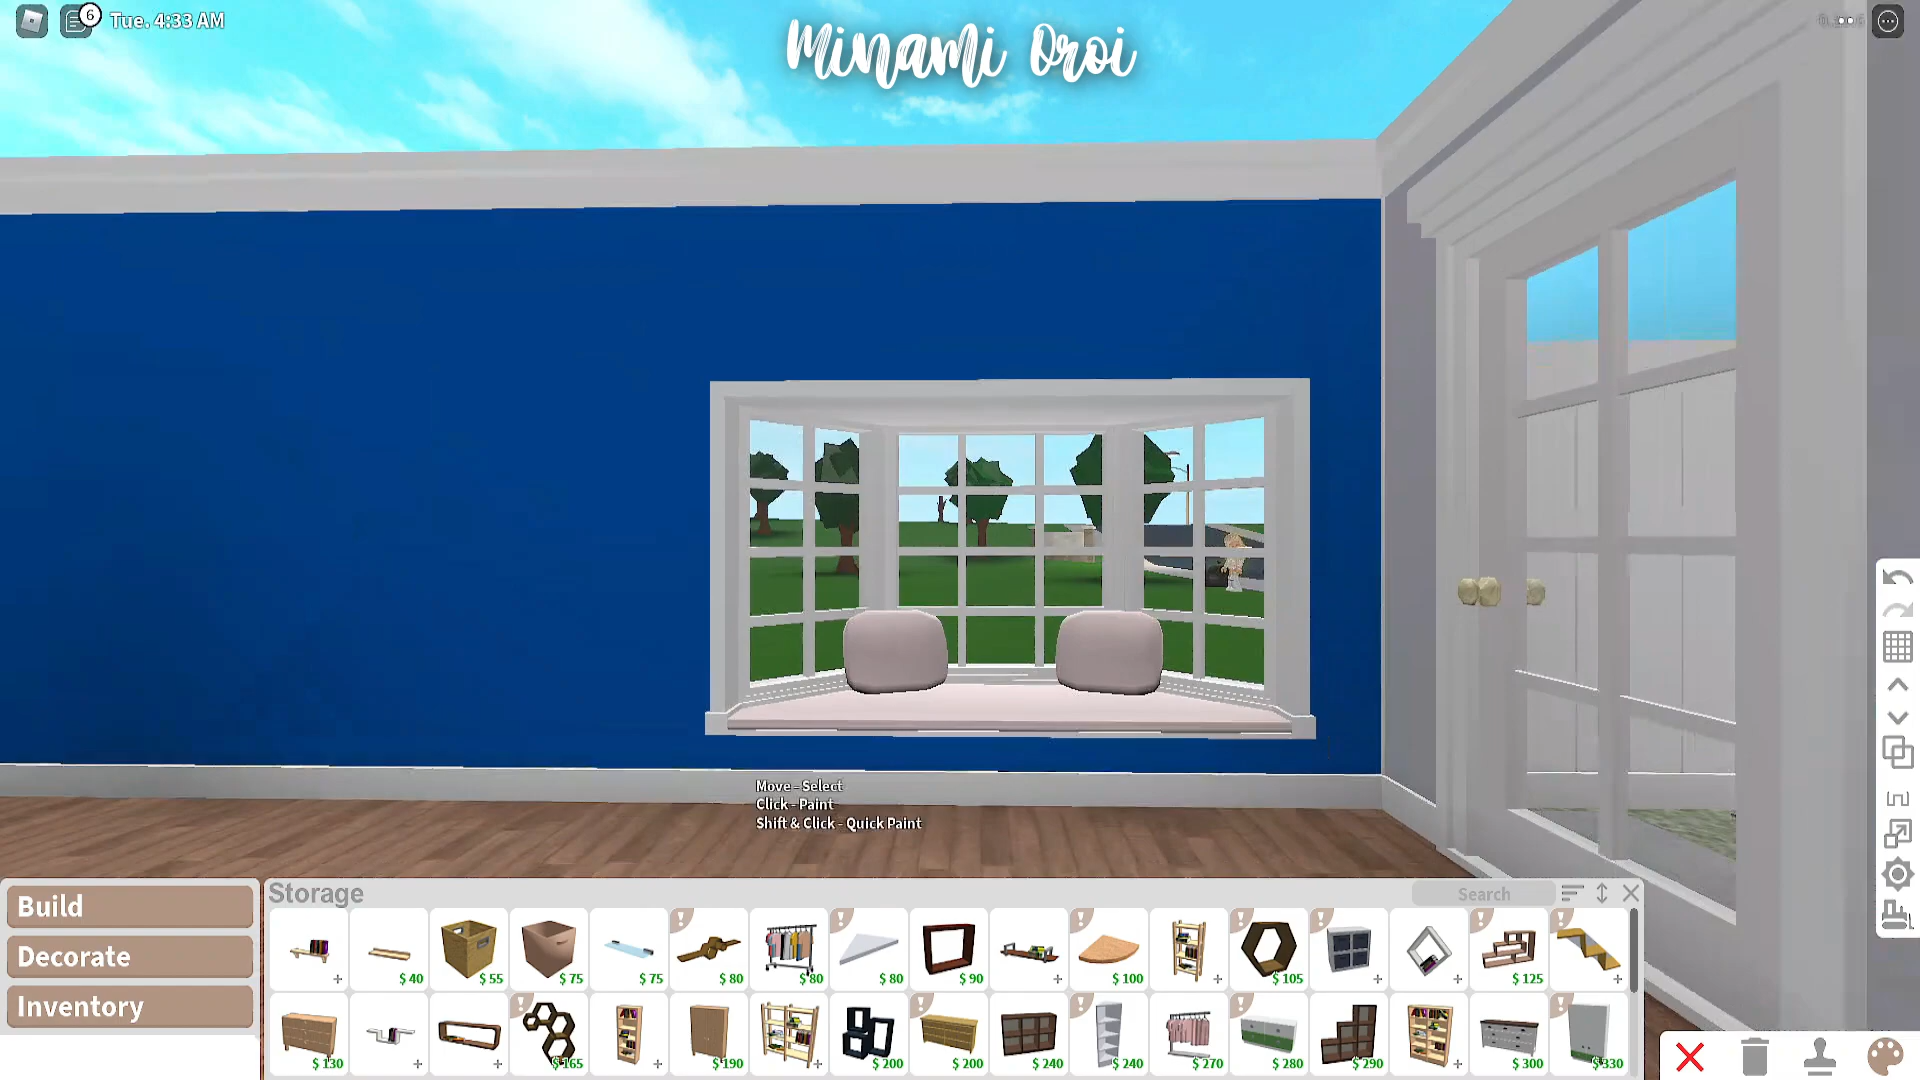 6
Tue. 4:33 AM
Minami Oroi
Move - Select
Click - Paint
Shift & Click - Quick Paint
Build
Decorate
Inventory
Storage
Search
+ $ 40 $ 55 $ 75 $ 75 $ 80 $ 80 $ 80 $ 90 + $ 100 + $ 105 + + $ 125 +
$ 130 + + $ 165 + $ 190 + $ 200 $ 200 $ 240 $ 240 $ 270 $ 280 $ 290 + $ 300 $ 330